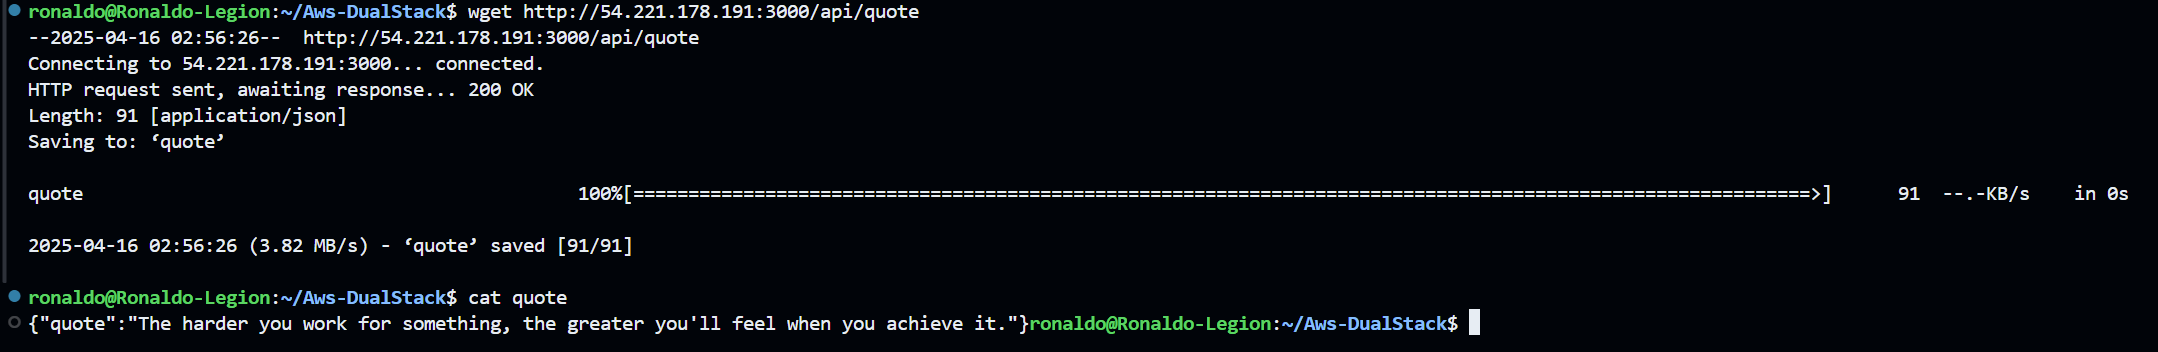 ronaldo@Ronaldo-Legion:~/Aws-DualStack$ wget http://54.221.178.191:3000/api/quote
--2025-04-16 02:56:26--  http://54.221.178.191:3000/api/quote
Connecting to 54.221.178.191:3000... connected.
HTTP request sent, awaiting response... 200 OK
Length: 91 [application/json]
Saving to: ‘quote’
quote 100%[===========================================================================================================>] 91 --.-KB/s in 0s
2025-04-16 02:56:26 (3.82 MB/s) - ‘quote’ saved [91/91]
ronaldo@Ronaldo-Legion:~/Aws-DualStack$ cat quote
{"quote":"The harder you work for something, the greater you'll feel when you achieve it."}ronaldo@Ronaldo-Legion:~/Aws-DualStack$